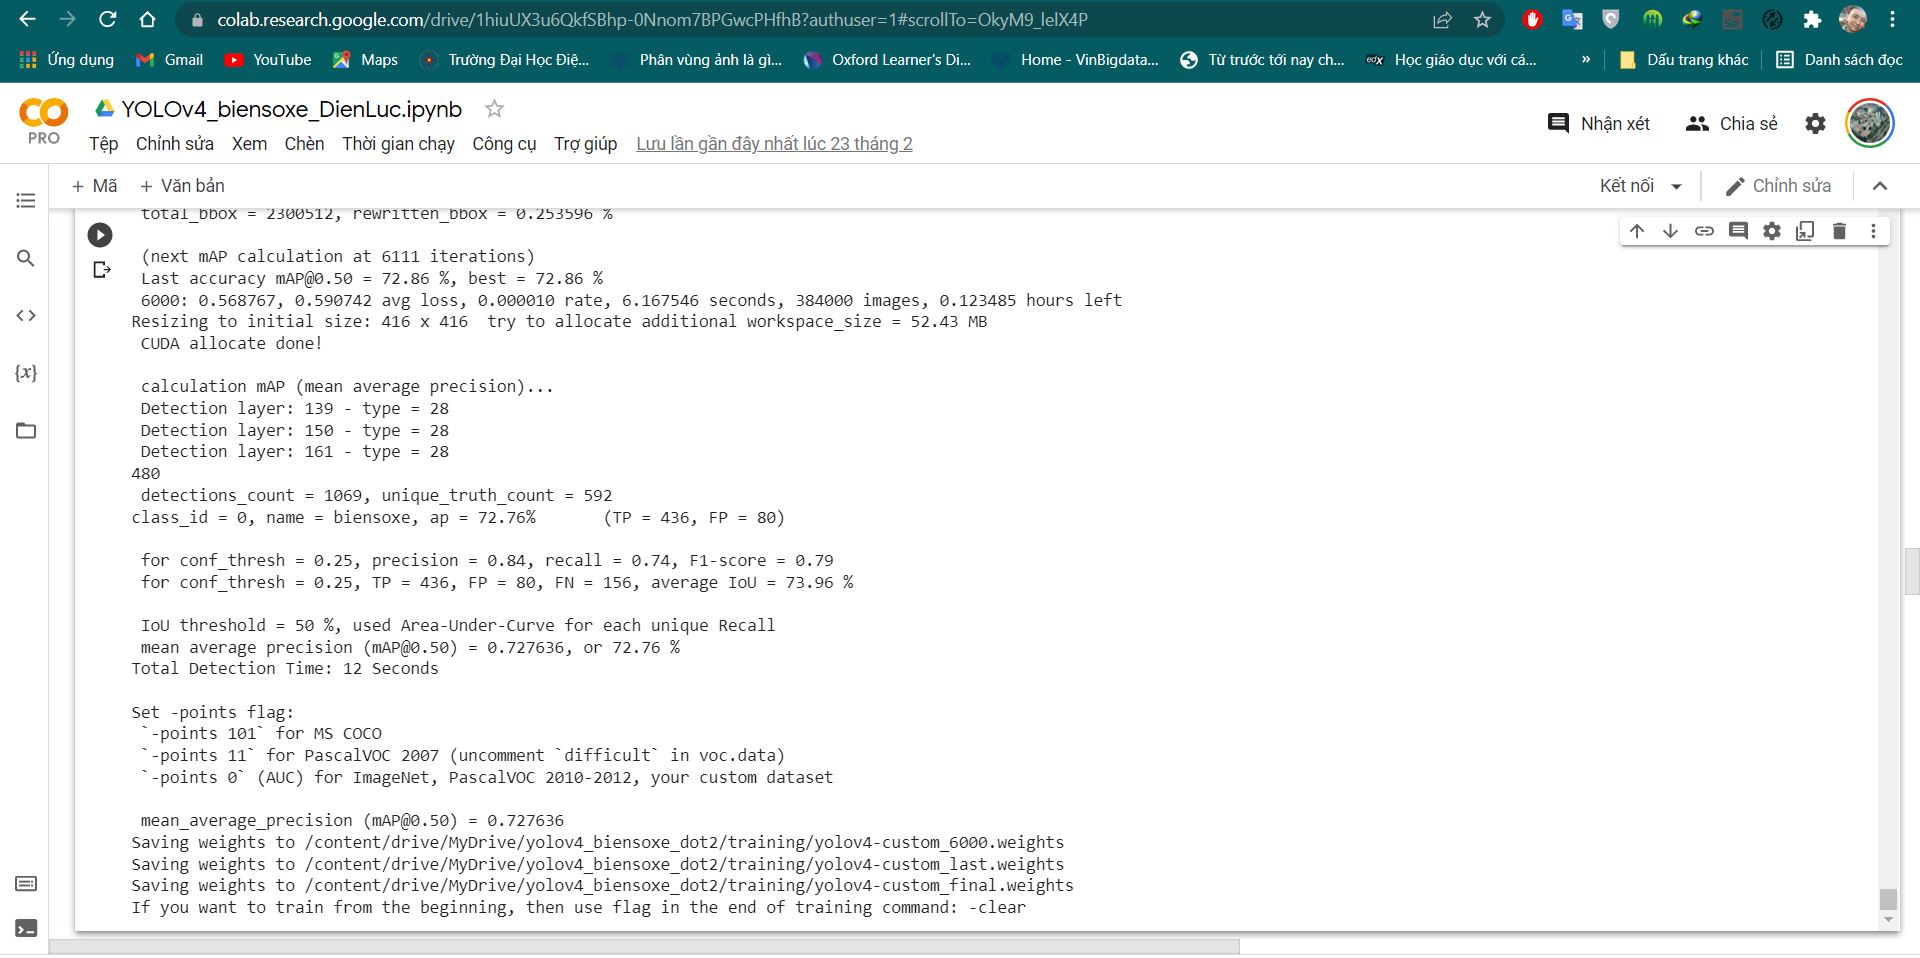 colab.research.google.com/drive/1hiuUX3u6QkfSBhp-0Nnom7BPGwcPHfhB?authuser=1#scrollTo=OkyM9_lelX4P
Ứng dụng Gmail YouTube Maps Trường Đại Học Điệ... Phân vùng ảnh là gì... Oxford Learner's Di... Home - VinBigdata... Từ trước tới nay ch... edX Học giáo dục với cá... » Dấu trang khác Danh sách đọc
PRO
YOLOv4_biensoxe_DienLuc.ipynb
Nhận xét Chia sẻ
Tệp Chỉnh sửa Xem Chèn Thời gian chạy Công cụ Trợ giúp Lưu lần gần đây nhất lúc 23 tháng 2
+ Mã + Văn bản Kết nối Chỉnh sửa
{x}
total_bbox = 2300512, rewritten_bbox = 0.253596 %
(next mAP calculation at 6111 iterations)
Last accuracy mAP@0.50 = 72.86 %, best = 72.86 %
6000: 0.568767, 0.590742 avg loss, 0.000010 rate, 6.167546 seconds, 384000 images, 0.123485 hours left
Resizing to initial size: 416 x 416  try to allocate additional workspace_size = 52.43 MB
CUDA allocate done!
calculation mAP (mean average precision)...
Detection layer: 139 - type = 28
Detection layer: 150 - type = 28
Detection layer: 161 - type = 28
480
detections_count = 1069, unique_truth_count = 592
class_id = 0, name = biensoxe, ap = 72.76%       (TP = 436, FP = 80)
for conf_thresh = 0.25, precision = 0.84, recall = 0.74, F1-score = 0.79
for conf_thresh = 0.25, TP = 436, FP = 80, FN = 156, average IoU = 73.96 %
IoU threshold = 50 %, used Area-Under-Curve for each unique Recall
mean average precision (mAP@0.50) = 0.727636, or 72.76 %
Total Detection Time: 12 Seconds
Set -points flag:
`-points 101` for MS COCO
`-points 11` for PascalVOC 2007 (uncomment `difficult` in voc.data)
`-points 0` (AUC) for ImageNet, PascalVOC 2010-2012, your custom dataset
mean_average_precision (mAP@0.50) = 0.727636
Saving weights to /content/drive/MyDrive/yolov4_biensoxe_dot2/training/yolov4-custom_6000.weights
Saving weights to /content/drive/MyDrive/yolov4_biensoxe_dot2/training/yolov4-custom_last.weights
Saving weights to /content/drive/MyDrive/yolov4_biensoxe_dot2/training/yolov4-custom_final.weights
If you want to train from the beginning, then use flag in the end of training command: -clear